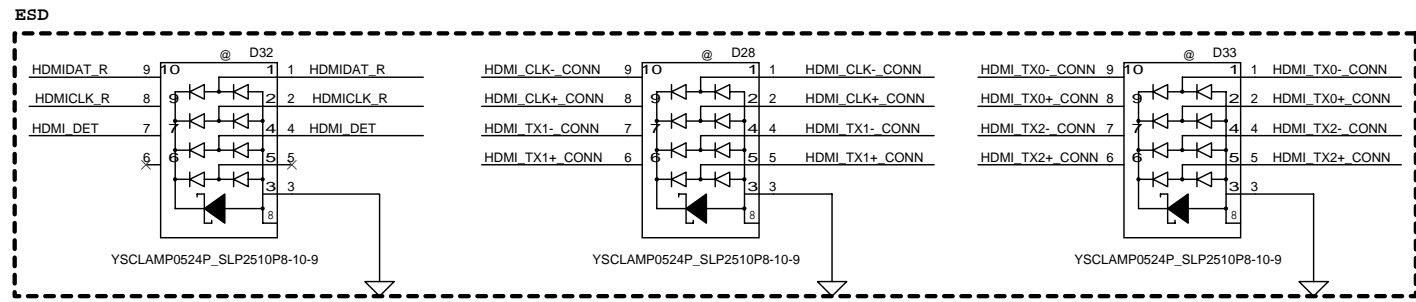 ESD
@ D32
HDMIDAT_R 9 10 1 1 HDMIDAT_R
HDMICLK_R 8 9 2 2 HDMICLK_R
HDMI_DET 7 7 4 4 HDMI_DET
6 6 5 5
3 3
8
YSCLAMP0524P_SLP2510P8-10-9
@ D28
HDMI_CLK-_CONN 9 10 1 1 HDMI_CLK-_CONN
HDMI_CLK+_CONN 8 9 2 2 HDMI_CLK+_CONN
HDMI_TX1-_CONN 7 7 4 4 HDMI_TX1-_CONN
HDMI_TX1+_CONN 6 6 5 5 HDMI_TX1+_CONN
3 3
8
YSCLAMP0524P_SLP2510P8-10-9
@ D33
HDMI_TX0-_CONN 9 10 1 1 HDMI_TX0-_CONN
HDMI_TX0+_CONN 8 9 2 2 HDMI_TX0+_CONN
HDMI_TX2-_CONN 7 7 4 4 HDMI_TX2-_CONN
HDMI_TX2+_CONN 6 6 5 5 HDMI_TX2+_CONN
3 3
8
YSCLAMP0524P_SLP2510P8-10-9